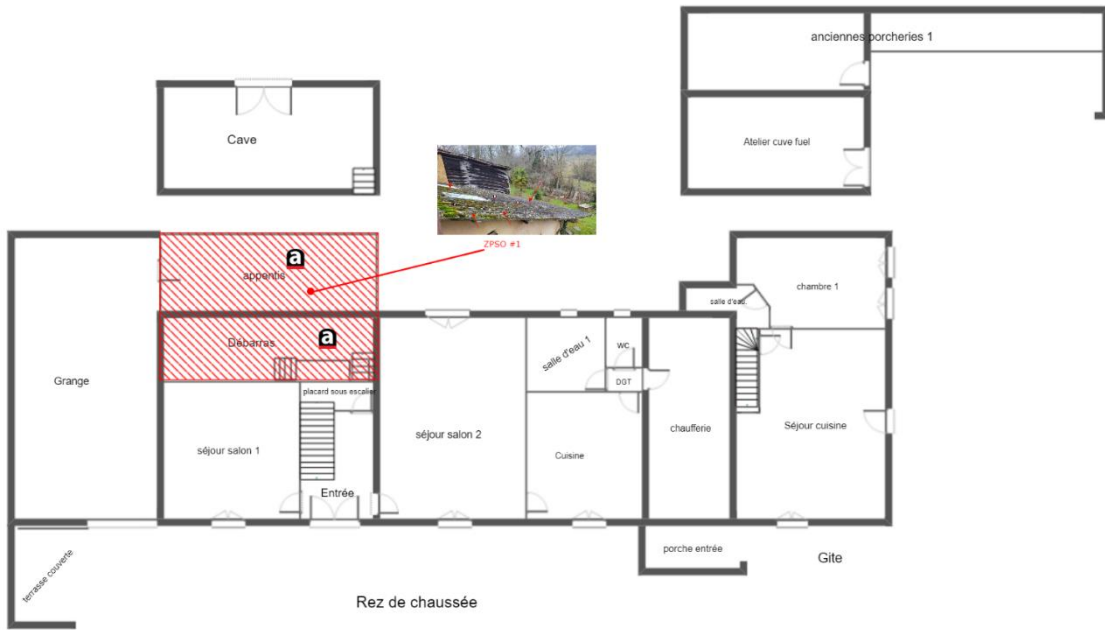 anciennes porcheries 1
Cave
Atelier cuve fuel
ZPSO #1
a
appentis
chambre 1
salle d'eau.
a
Débarras
salle d'eau 1
WC
Grange
DGT
placard sous escalier
séjour salon 1
séjour salon 2
chaufferie
Séjour cuisine
Cuisine
Entrée
porche entrée
Gite
terrasse couverte
Rez de chaussée